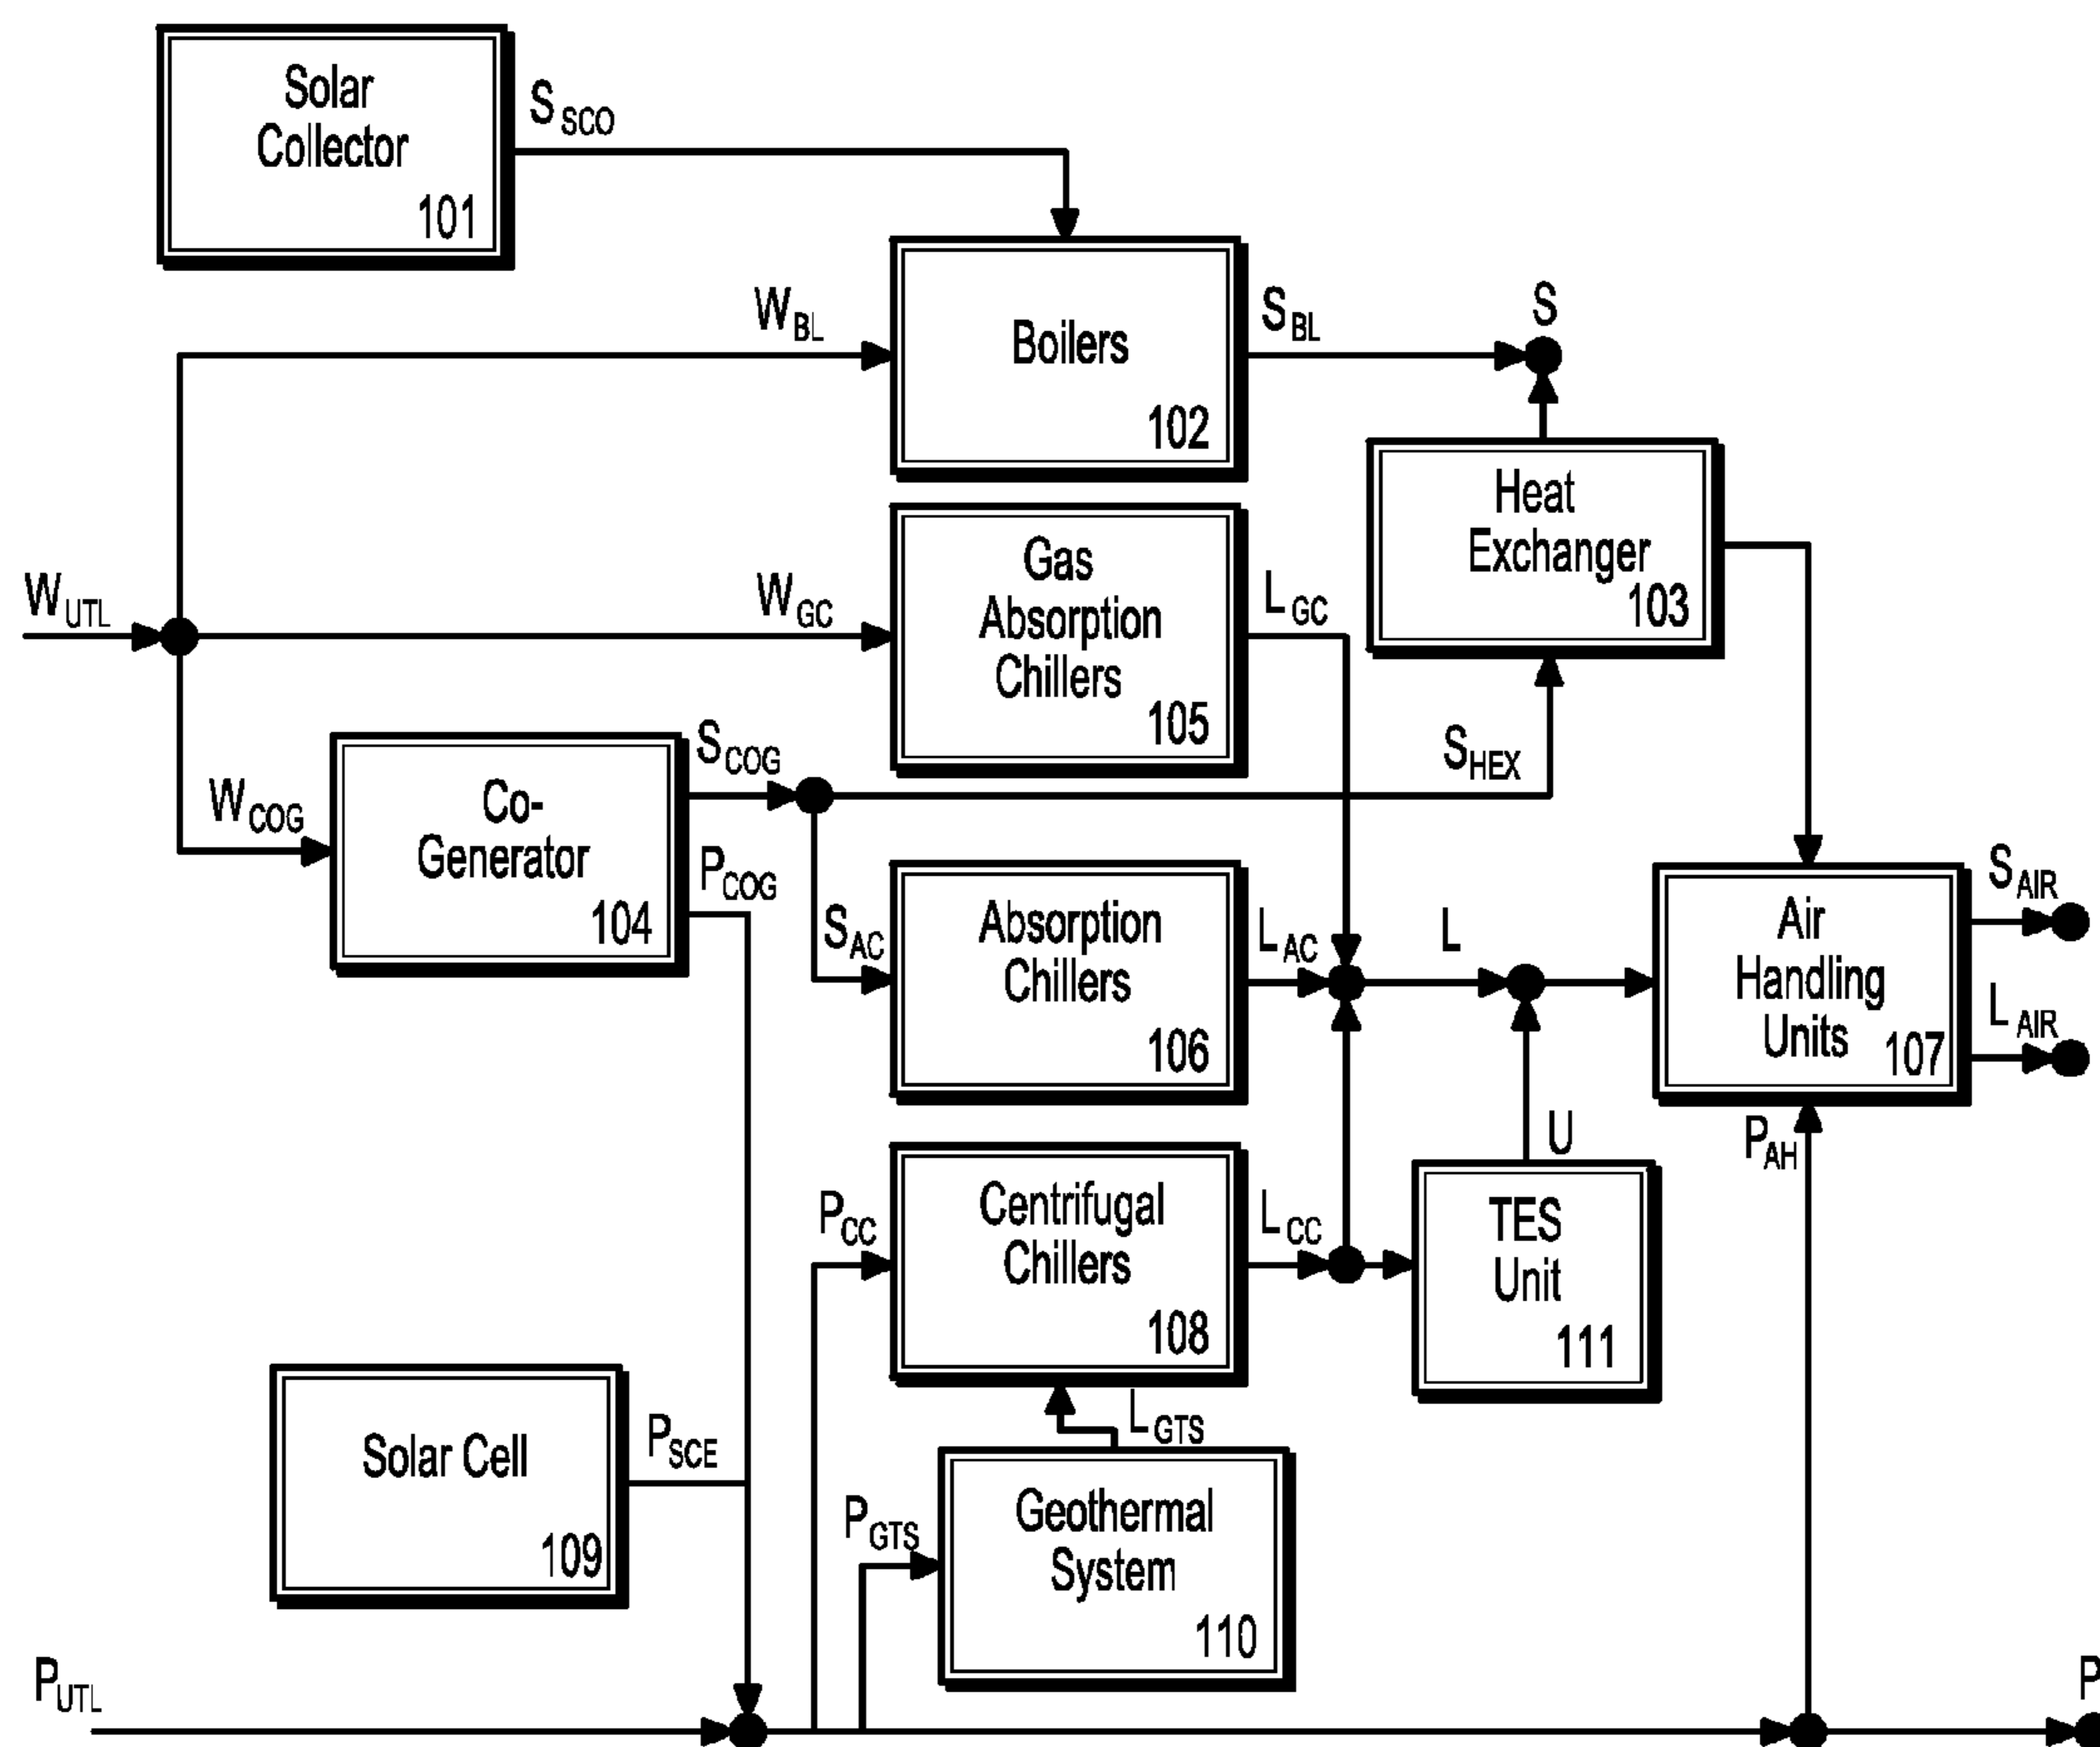 Solar
Collector
101
S SCO
W BL
Boilers
102
S BL
S
Heat
Exchanger
103
W UTL
W GC
Gas
Absorption
Chillers
105
L GC
S HEX
W COG
Co-
Generator
104
S COG
P COG
S AC
Absorption
Chillers
106
L AC
L
Air
Handling
Units
107
S AIR
L AIR
P AH
U
P CC
Centrifugal
Chillers
108
L CC
TES
Unit
111
Solar Cell
109
P SCE
L GTS
P GTS
Geothermal
System
110
P UTL
P